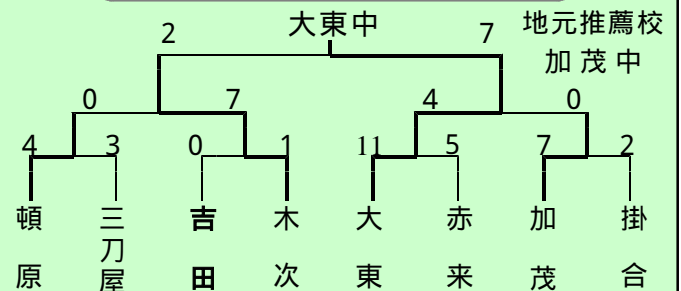 大東中
地元推薦校
加茂中
2 7
0 7 4 0
4 3 0 1 11 5 7 2
頓原
三刀屋
吉田
木次
大東
赤来
加茂
掛合